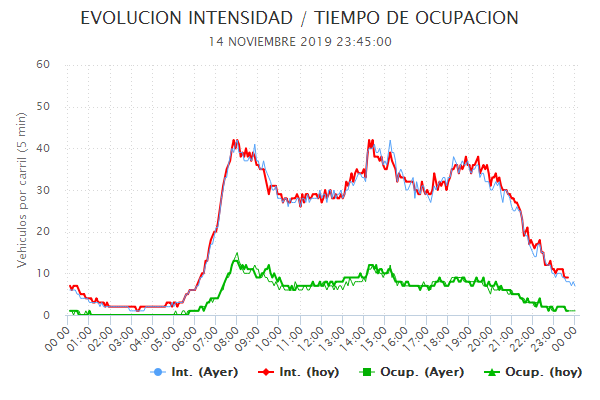 EVOLUCION INTENSIDAD / TIEMPO DE OCUPACION
14 NOVIEMBRE 2019 23:45:00
Vehiculos por carril (5 min)
60
50
40
30
20
10
0
00:00 01:00 02:00 03:00 04:00 05:00 06:00 07:00 08:00 09:00 10:00 11:00 12:00 13:00 14:00 15:00 16:00 17:00 18:00 19:00 20:00 21:00 22:00 23:00 00:00
Int. (Ayer) Int. (hoy) Ocup. (Ayer) Ocup. (hoy)